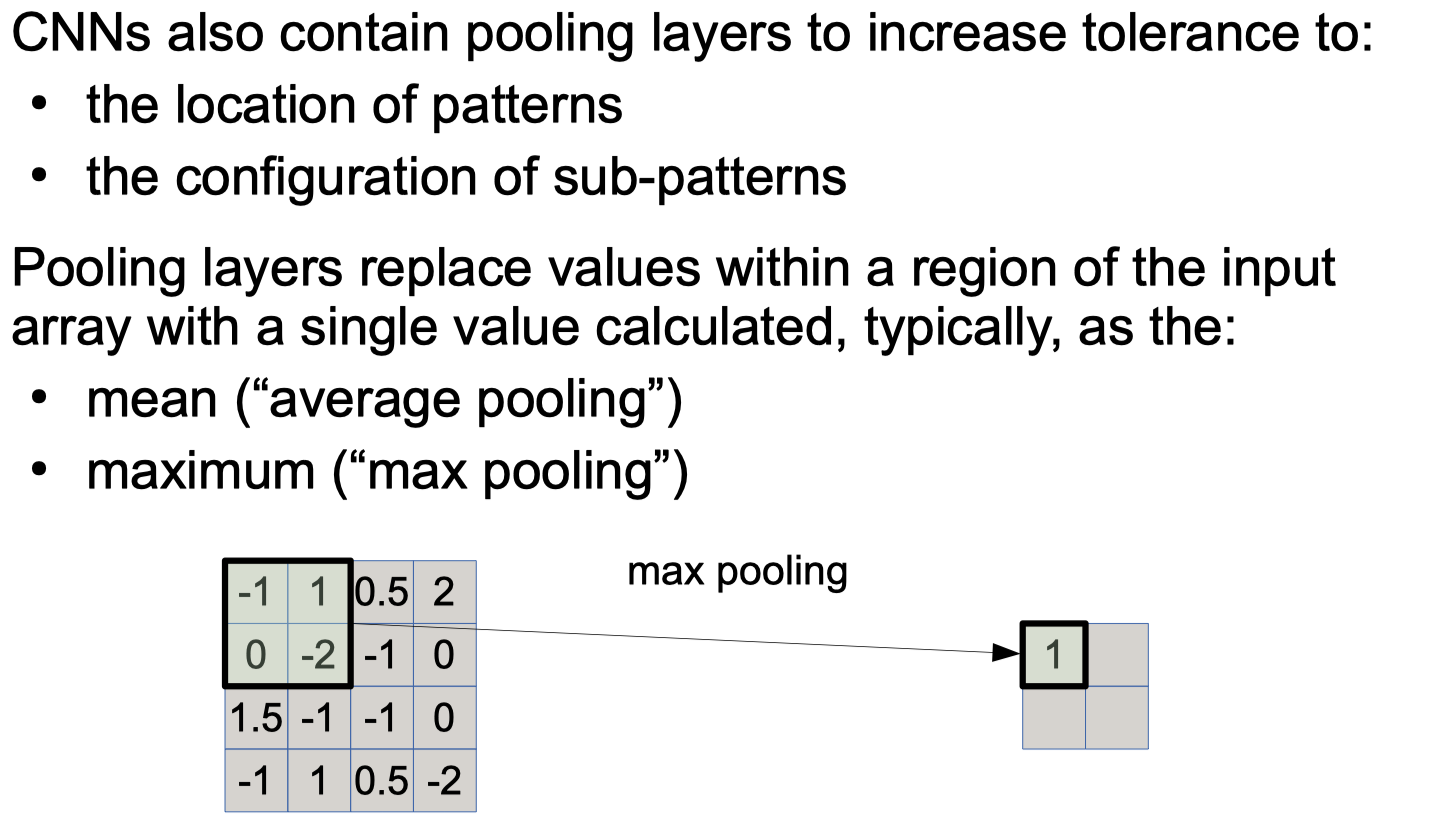 CNNs also contain pooling layers to increase tolerance to:
• the location of patterns
• the configuration of sub-patterns
Pooling layers replace values within a region of the input
array with a single value calculated, typically, as the:
• mean (“average pooling”)
• maximum (“max pooling”)
max pooling
-1 1 0.5 2
0 -2 -1 0
1.5 -1 -1 0
-1 1 0.5 -2
1